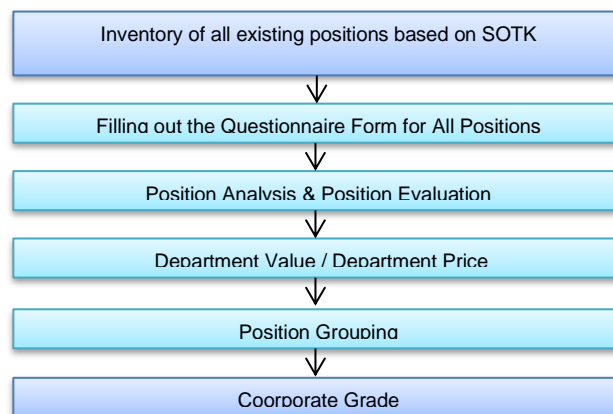 Inventory of all existing positions based on SOTK
Filling out the Questionnaire Form for All Positions
Position Analysis & Position Evaluation
Department Value / Department Price
Position Grouping
Coorporate Grade